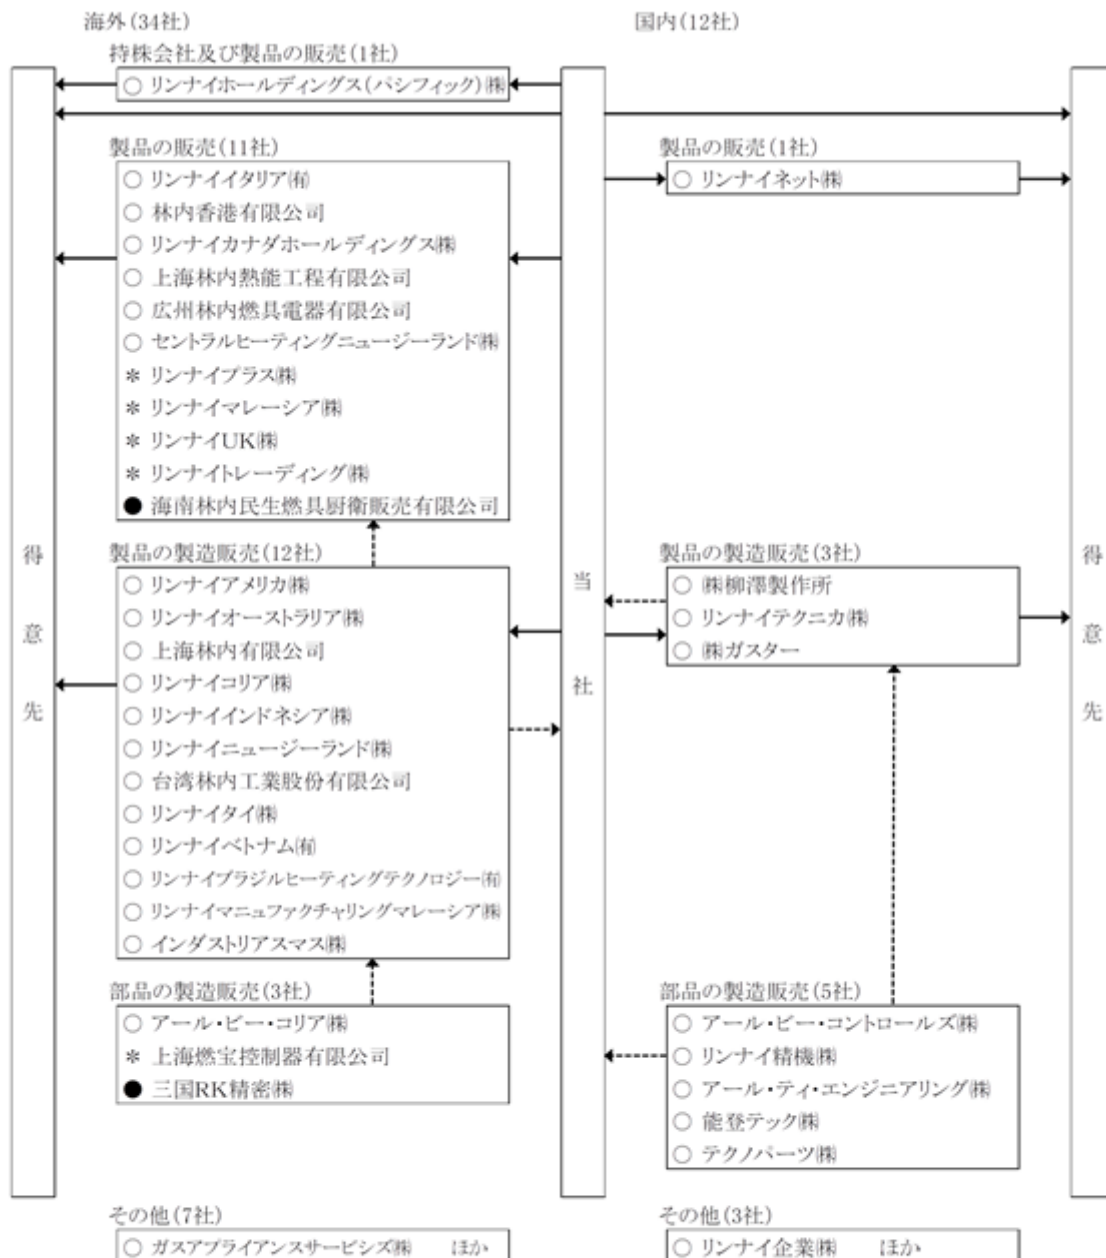 海外(34社)
国内(12社)
持株会社及び製品の販売(1社)
○ リンナイホールディングス(パシフィック)㈱
製品の販売(11社)
○ リンナイイタリア㈲
○ 林内香港有限公司
○ リンナイカナダホールディングス㈱
○ 上海林内熱能工程有限公司
○ 広州林内燃具電器有限公司
○ セントラルヒーティングニュージーランド㈱
* リンナイプラス㈱
* リンナイマレーシア㈱
* リンナイUK㈱
* リンナイトレーディング㈱
● 海南林内民生燃具厨衛販売有限公司
製品の販売(1社)
○ リンナイネット㈱
得意先
当社
得意先
製品の製造販売(12社)
○ リンナイアメリカ㈱
○ リンナイオーストラリア㈱
○ 上海林内有限公司
○ リンナイコリア㈱
○ リンナイインドネシア㈱
○ リンナイニュージーランド㈱
○ 台湾林内工業股份有限公司
○ リンナイタイ㈱
○ リンナイベトナム㈲
○ リンナイブラジルヒーティングテクノロジー㈲
○ リンナイマニュファクチャリングマレーシア㈱
○ インダストリアスマス㈱
製品の製造販売(3社)
○ ㈱柳澤製作所
○ リンナイテクニカ㈱
○ ㈱ガスター
部品の製造販売(3社)
○ アール・ビー・コリア㈱
* 上海燃宝控制器有限公司
● 三国RK精密㈱
部品の製造販売(5社)
○ アール・ビー・コントロールズ㈱
○ リンナイ精機㈱
○ アール・ティ・エンジニアリング㈱
○ 能登テック㈱
○ テクノパーツ㈱
その他(7社)
○ ガスアプライアンスサービシズ㈱ ほか
その他(3社)
○ リンナイ企業㈱ ほか